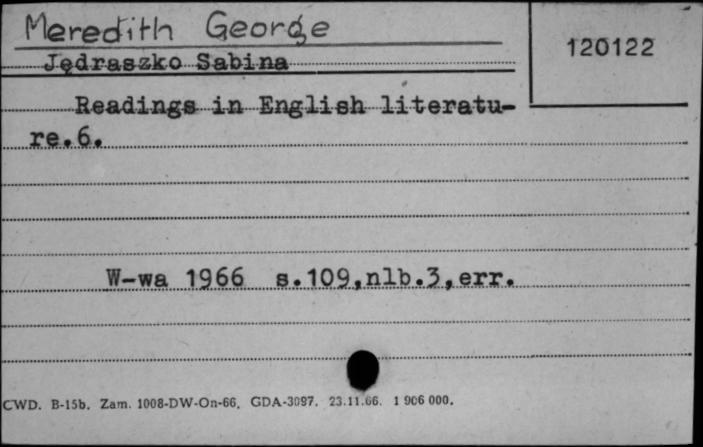 Meredith George
120122
Jędraszko Sabina
Readings in English literatu-
re.6.
W-wa 1966 s.109,nlb.3,err.
CWD. B-15b. Zam. 1008-DW-On-66. GDA-3097. 23.11.66. 1 906 000.